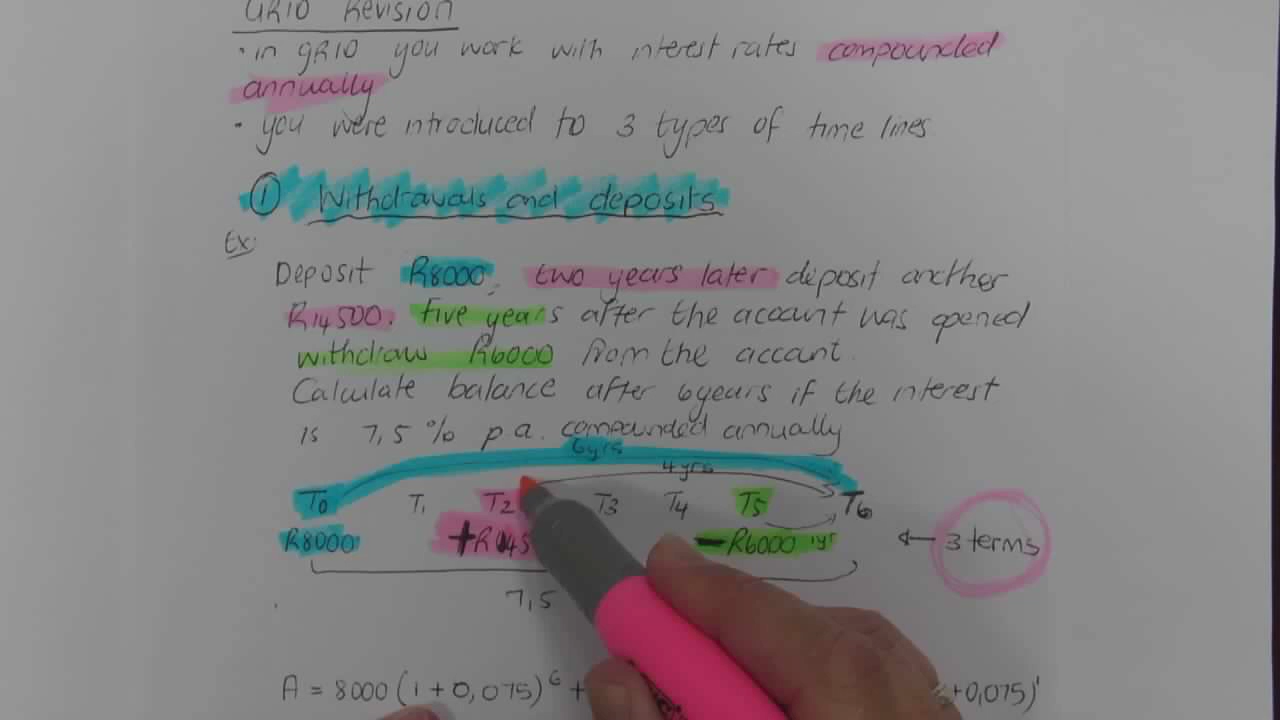 GR10 Revision
• in gR10 you work with interest rates compounded
annually
• you were introduced to 3 types of time lines
① Withdrawals and deposits
Ex:
Deposit R8000, two years later deposit another
R14500. Five years after the account was opened
withdraw R6000 from the account.
Calculate balance after 6 years if the interest
is 7,5% p.a. compounded annually
6yrs
4yrs
T₀ T₁ T₂ T₃ T₄ T₅ T₆
R8000 +R145 −R6000 1yr ← 3 terms
7,5
A = 8000(1+0,075)⁶ + +0,075)¹